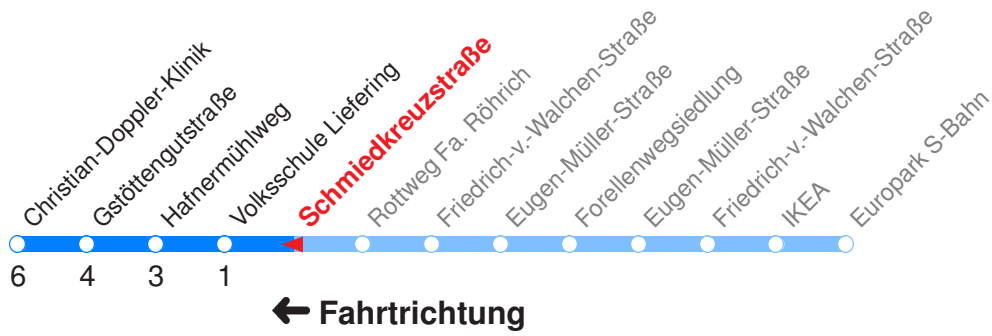 Christian-Doppler-Klinik
Gstöttengutstraße
Hafnermühlweg
Volksschule Liefering
Schmiedkreuzstraße
Rottweg Fa. Röhrich
Friedrich-v.-Walchen-Straße
Eugen-Müller-Straße
Forellenwegsiedlung
Eugen-Müller-Straße
Friedrich-v.-Walchen-Straße
IKEA
Europark S-Bahn
6 4 3 1
Fahrtrichtung